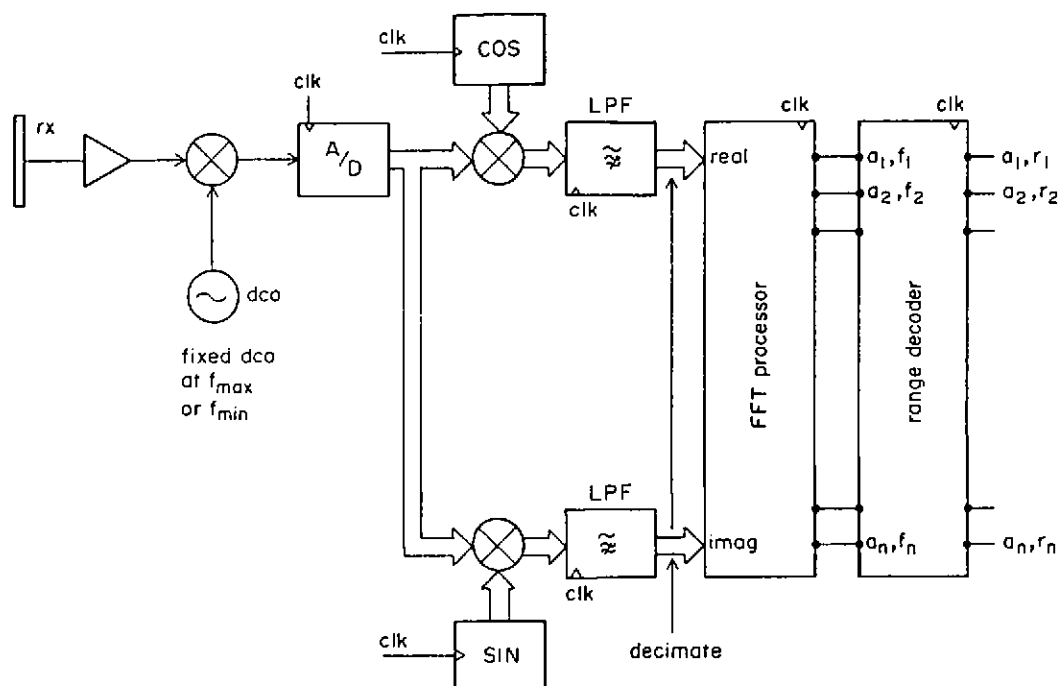 clk
COS
clk
rx
A/D
LPF
clk
clk
clk
real
a1, f1
a1, r1
a2, f2
a2, r2
dco
fixed dco
at fmax
or fmin
FFT processor
range decoder
LPF
imag
an, fn
an, rn
clk
clk
SIN
decimate